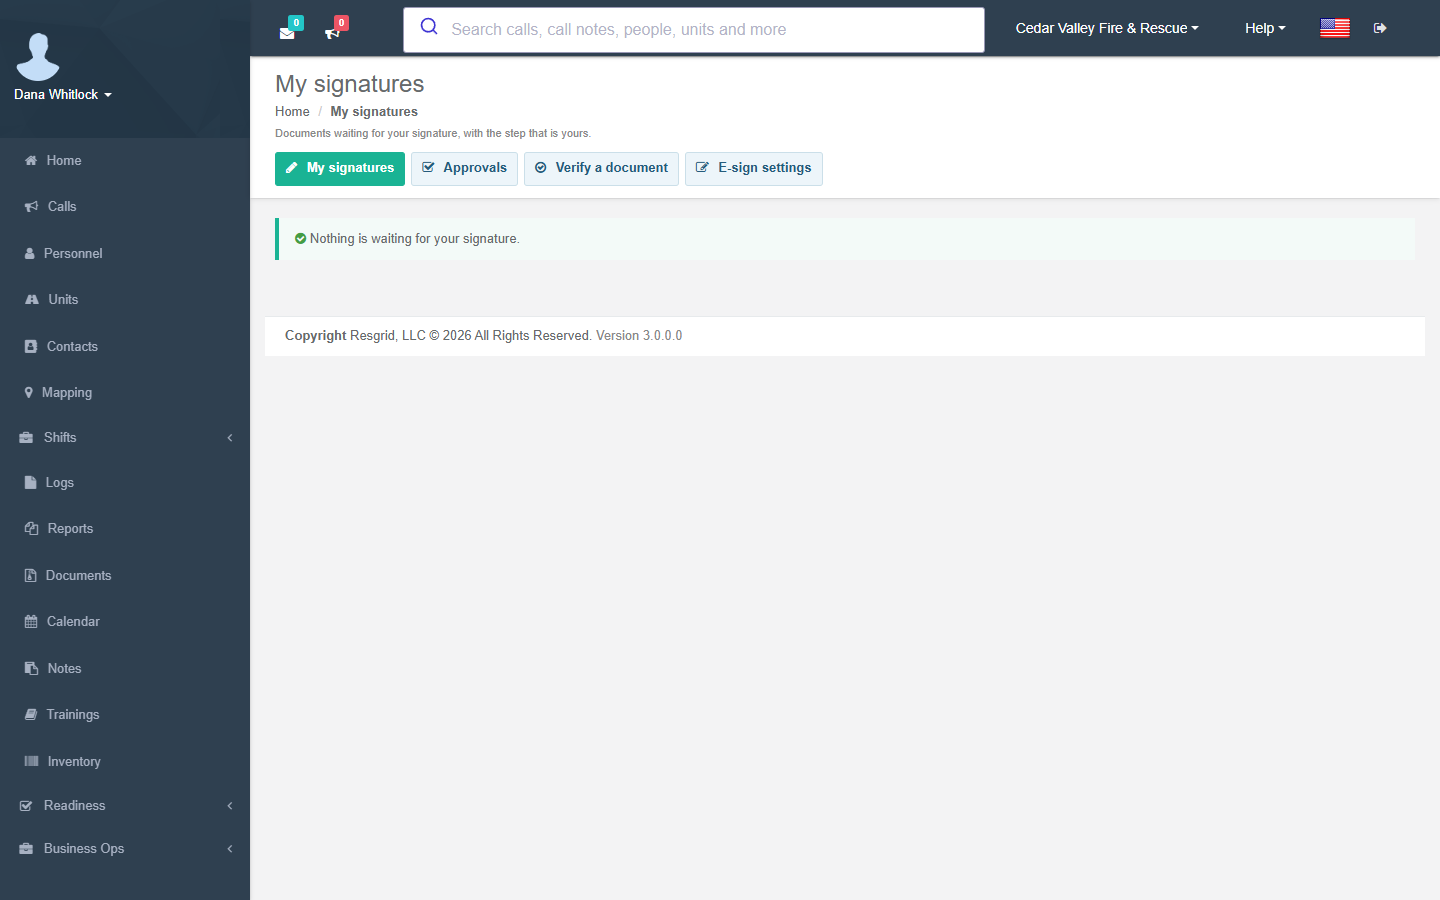 0
0
Search calls, call notes, people, units and more
Cedar Valley Fire & Rescue
Help
Dana Whitlock
Home
Calls
Personnel
Units
Contacts
Mapping
Shifts
Logs
Reports
Documents
Calendar
Notes
Trainings
Inventory
Readiness
Business Ops
My signatures
Home / My signatures
Documents waiting for your signature, with the step that is yours.
My signatures
Approvals
Verify a document
E-sign settings
Nothing is waiting for your signature.
Copyright Resgrid, LLC © 2026 All Rights Reserved. Version 3.0.0.0